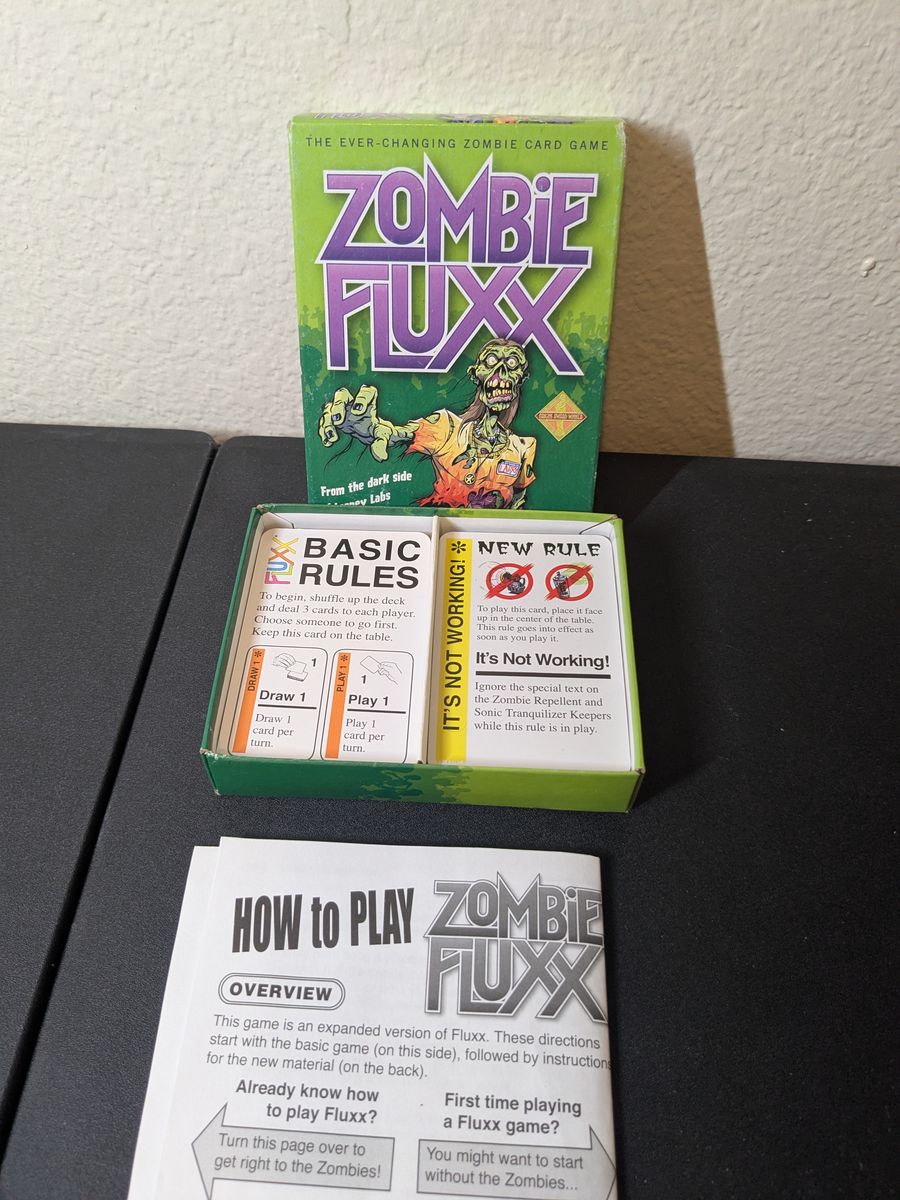 THE EVER-CHANGING ZOMBIE CARD GAME
ZOMBiE
FLUXX
From the dark side
Labs
FLUXX
BASIC
RULES
To begin, shuffle up the deck
and deal 3 cards to each player.
Choose someone to go first.
Keep this card on the table.
DRAW 1 *
1
Draw 1
Draw 1
card per
turn.
PLAY 1 *
1
Play 1
Play 1
card per
turn.
IT'S NOT WORKING! *
NEW RULE
To play this card, place it face
up in the center of the table.
This rule goes into effect as
soon as you play it.
It's Not Working!
Ignore the special text on
the Zombie Repellent and
Sonic Tranquilizer Keepers
while this rule is in play.
HOW to PLAY
ZOMBiE
FLUXX
OVERVIEW
This game is an expanded version of Fluxx. These directions
start with the basic game (on this side), followed by instructions
for the new material (on the back).
Already know how
to play Fluxx?
Turn this page over to
get right to the Zombies!
First time playing
a Fluxx game?
You might want to start
without the Zombies...